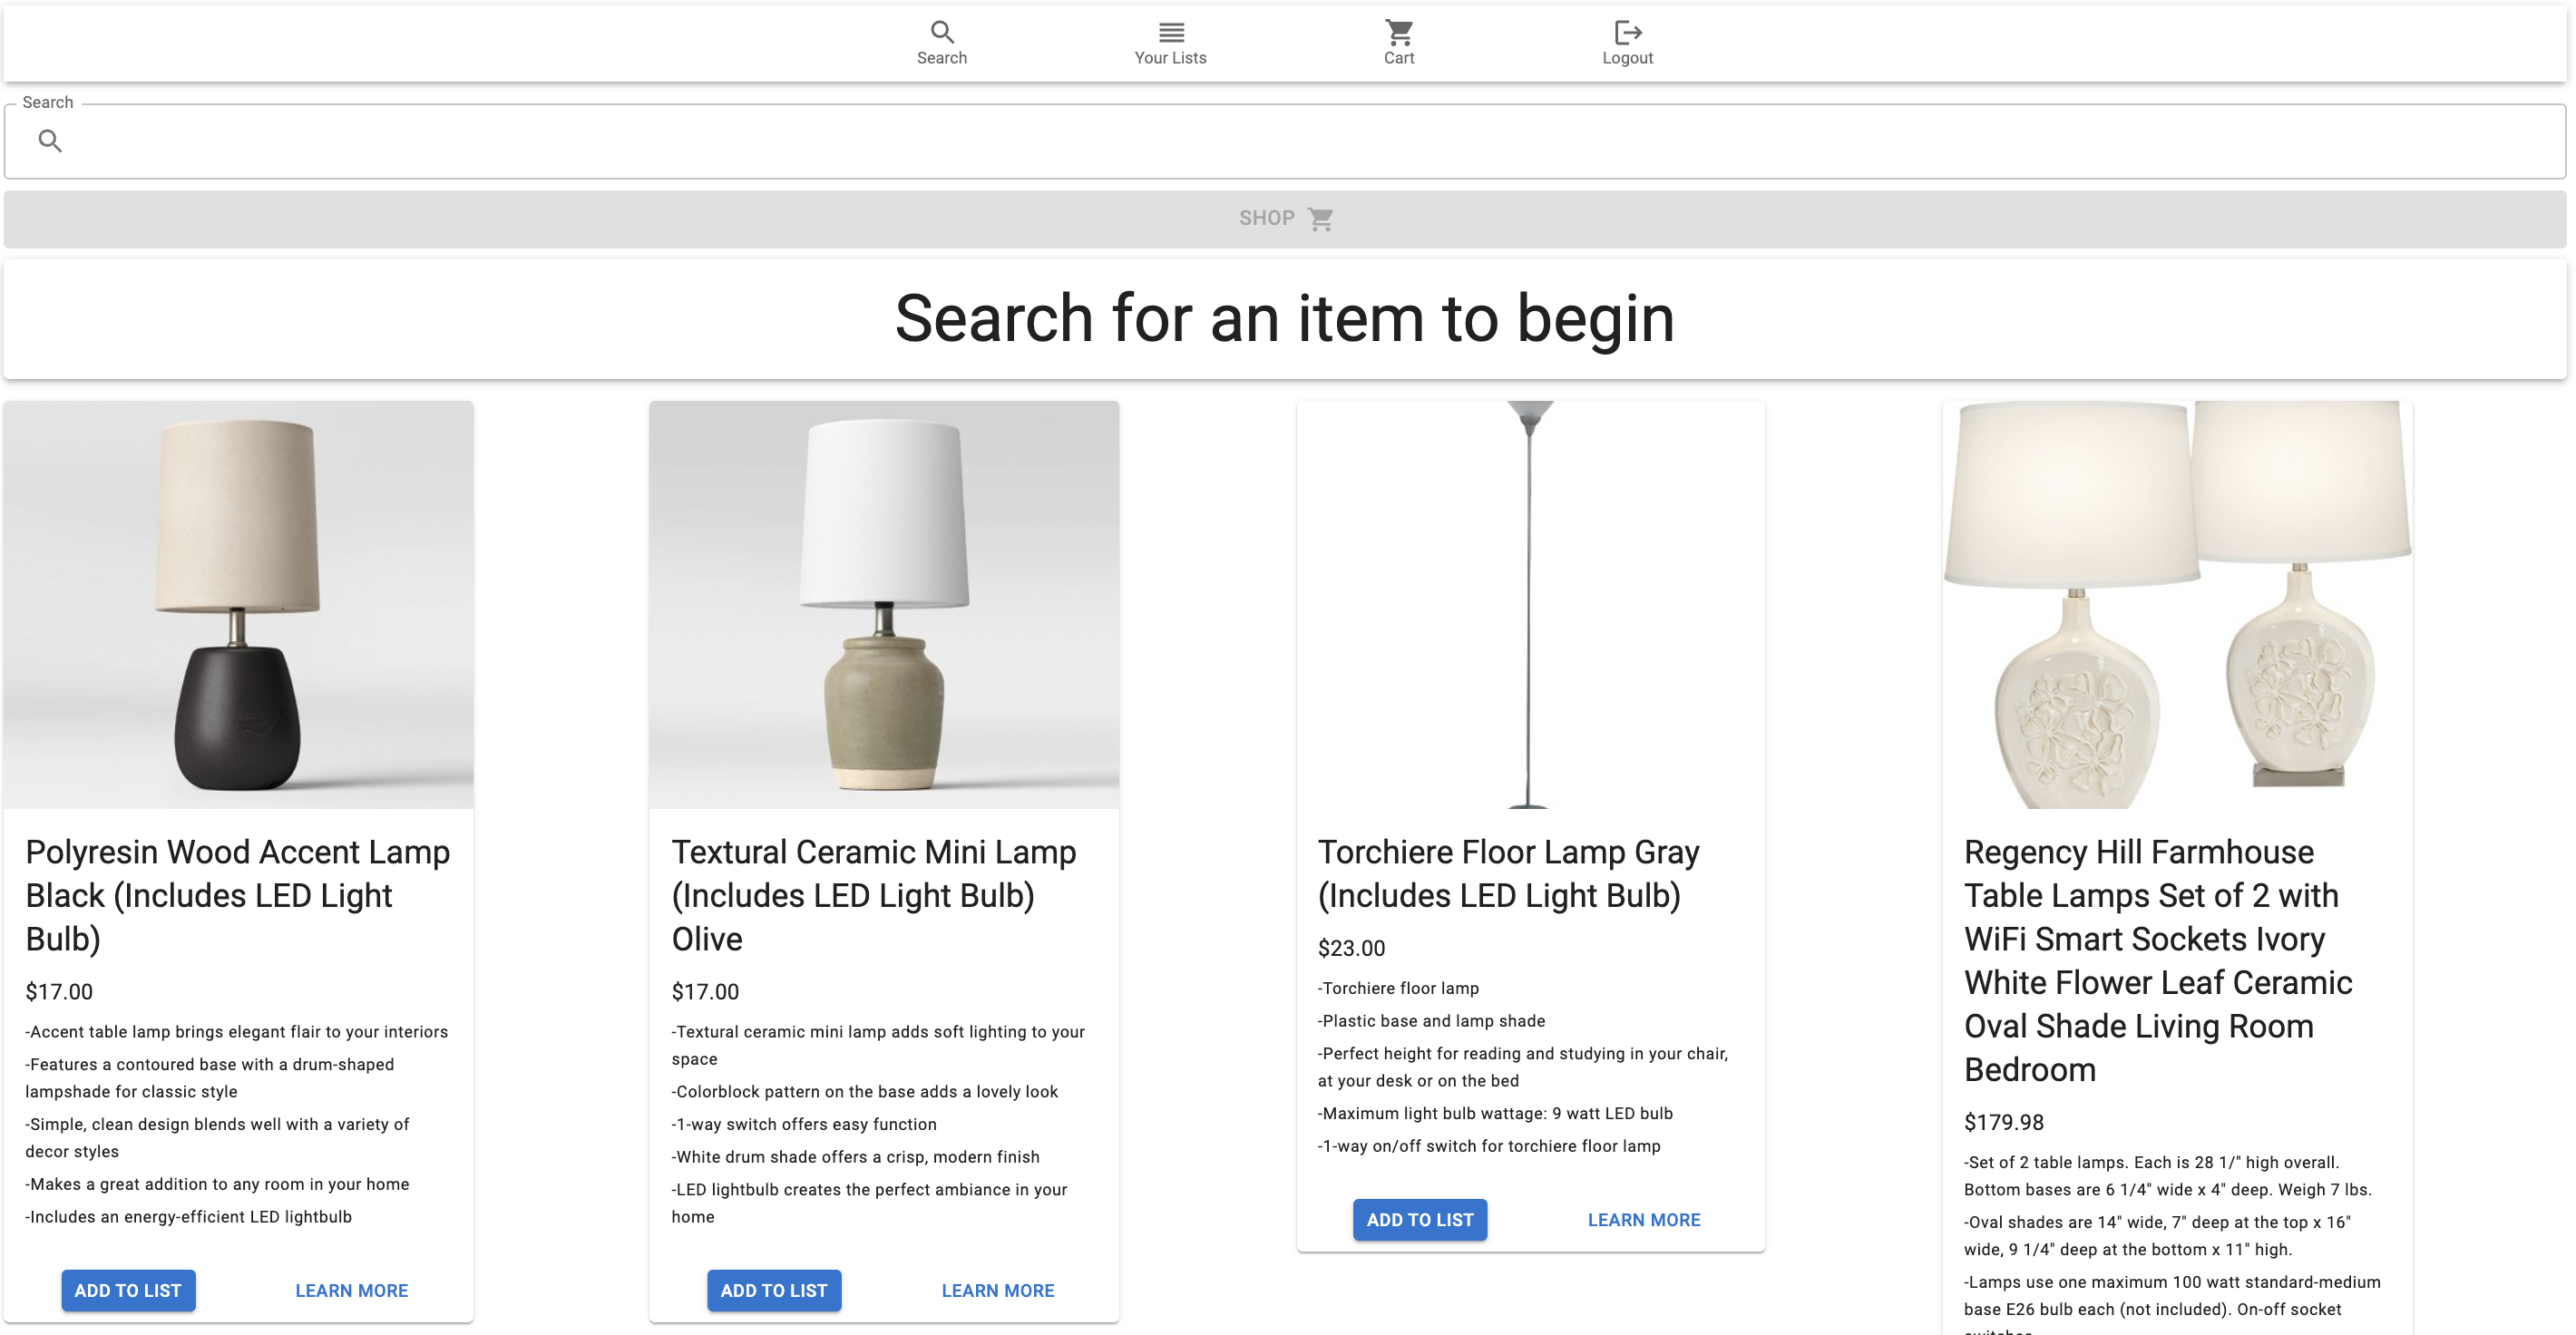 Search
Your Lists
Cart
Logout
Search
SHOP
Search for an item to begin
Polyresin Wood Accent Lamp
Black (Includes LED Light
Bulb)
$17.00
-Accent table lamp brings elegant flair to your interiors
-Features a contoured base with a drum-shaped
lampshade for classic style
-Simple, clean design blends well with a variety of
decor styles
-Makes a great addition to any room in your home
-Includes an energy-efficient LED lightbulb
ADD TO LIST
LEARN MORE
Textural Ceramic Mini Lamp
(Includes LED Light Bulb)
Olive
$17.00
-Textural ceramic mini lamp adds soft lighting to your
space
-Colorblock pattern on the base adds a lovely look
-1-way switch offers easy function
-White drum shade offers a crisp, modern finish
-LED lightbulb creates the perfect ambiance in your
home
ADD TO LIST
LEARN MORE
Torchiere Floor Lamp Gray
(Includes LED Light Bulb)
$23.00
-Torchiere floor lamp
-Plastic base and lamp shade
-Perfect height for reading and studying in your chair,
at your desk or on the bed
-Maximum light bulb wattage: 9 watt LED bulb
-1-way on/off switch for torchiere floor lamp
ADD TO LIST
LEARN MORE
Regency Hill Farmhouse
Table Lamps Set of 2 with
WiFi Smart Sockets Ivory
White Flower Leaf Ceramic
Oval Shade Living Room
Bedroom
$179.98
-Set of 2 table lamps. Each is 28 1/" high overall.
Bottom bases are 6 1/4" wide x 4" deep. Weigh 7 lbs.
-Oval shades are 14" wide, 7" deep at the top x 16"
wide, 9 1/4" deep at the bottom x 11" high.
-Lamps use one maximum 100 watt standard-medium
base E26 bulb each (not included). On-off socket